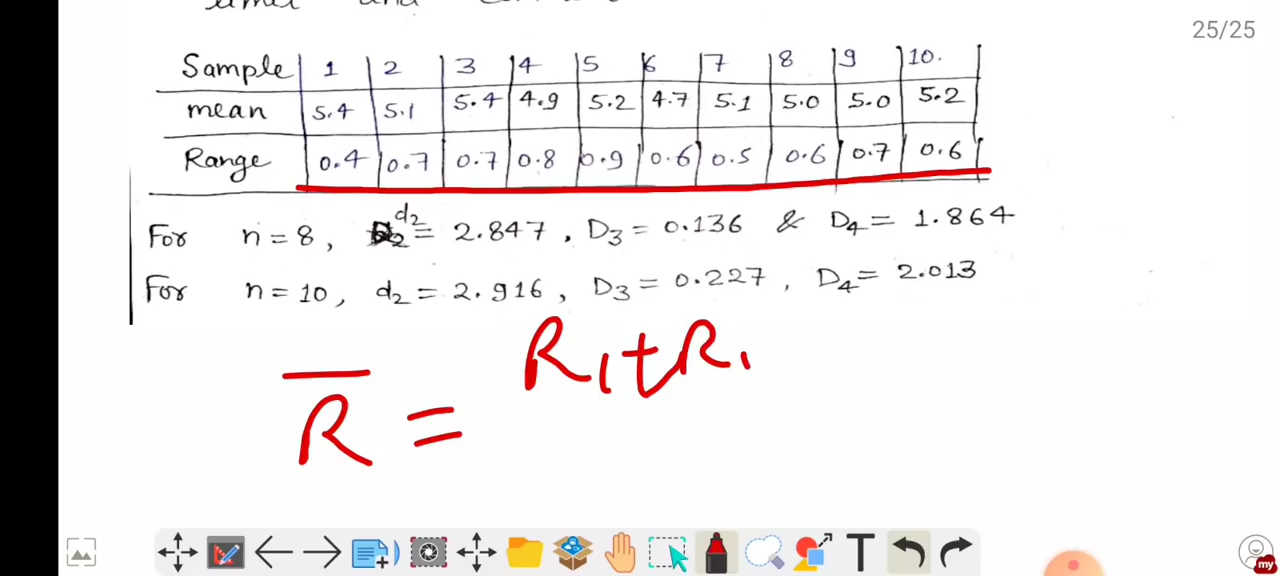 25/25
Sample 1 2 3 4 5 6 7 8 9 10.
mean 5.4 5.1 5.4 4.9 5.2 4.7 5.1 5.0 5.0 5.2
Range 0.4 0.7 0.7 0.8 0.9 0.6 0.5 0.6 0.7 0.6
For n = 8, d2 = 2.847, D3 = 0.136 & D4 = 1.864
For n = 10, d2 = 2.916, D3 = 0.227, D4 = 2.013
R̅ = R1+R1
T
my